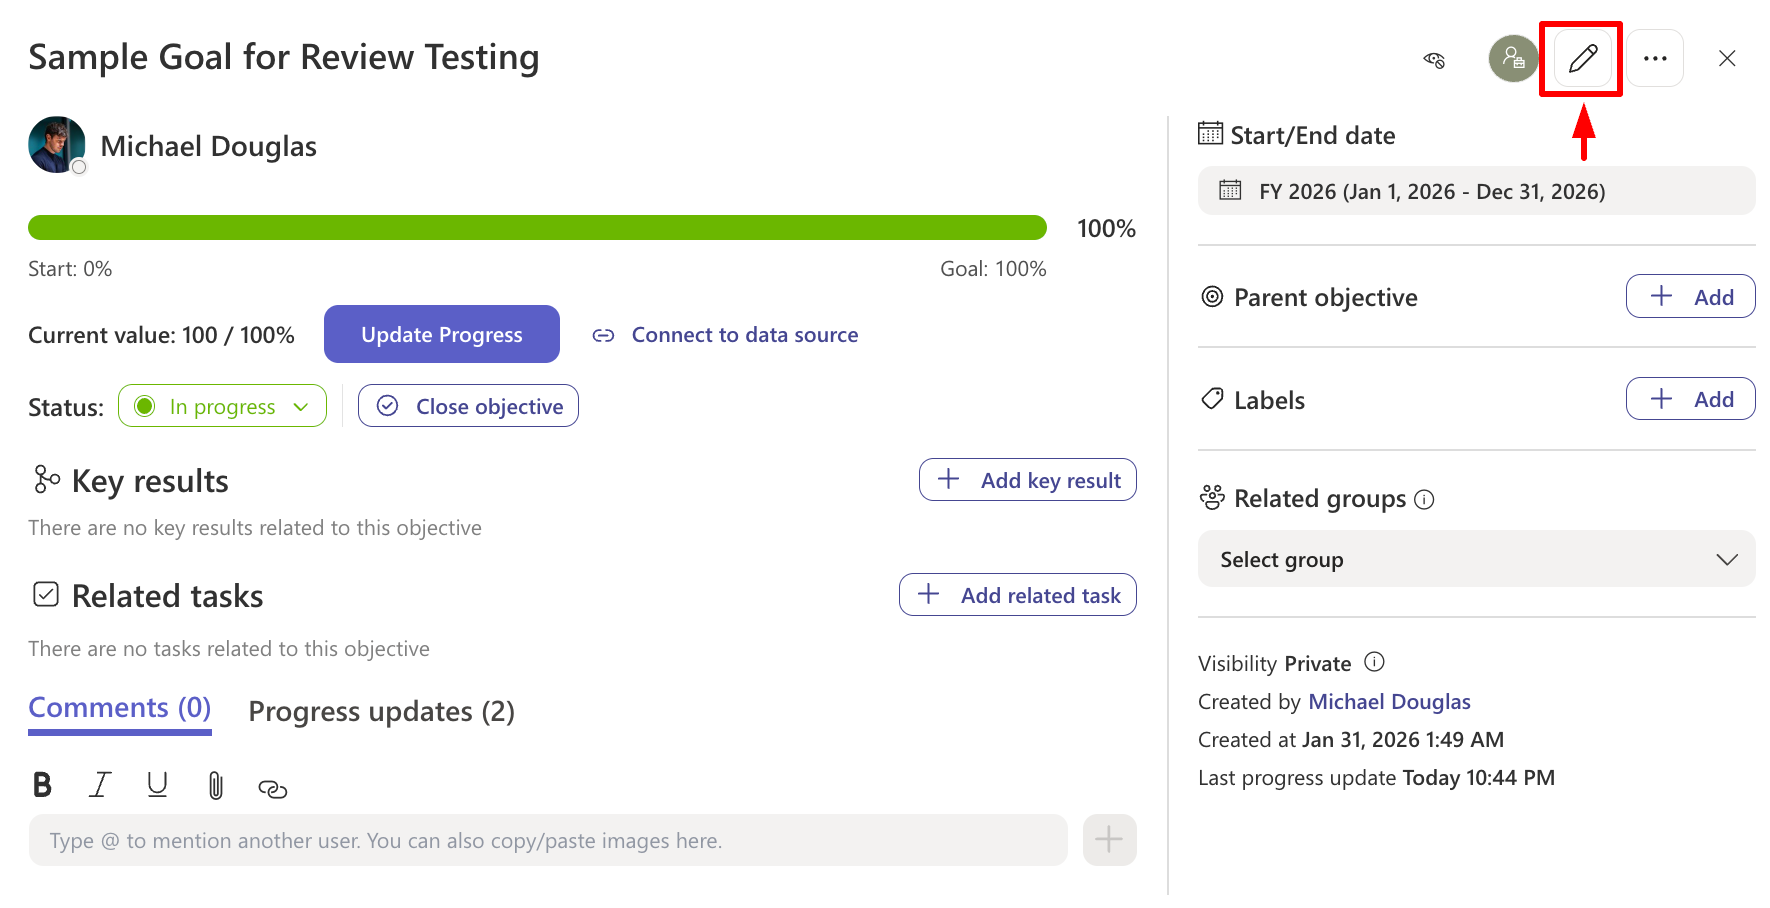 Sample Goal for Review Testing
Michael Douglas
100%
Start: 0%
Goal: 100%
Current value: 100 / 100%
Update Progress
Connect to data source
Status:
In progress
Close objective
Key results
Add key result
There are no key results related to this objective
Related tasks
Add related task
There are no tasks related to this objective
Comments (0)
Progress updates (2)
B I U
Type @ to mention another user. You can also copy/paste images here.
Start/End date
FY 2026 (Jan 1, 2026 - Dec 31, 2026)
Parent objective
Add
Labels
Add
Related groups
Select group
Visibility Private
Created by Michael Douglas
Created at Jan 31, 2026 1:49 AM
Last progress update Today 10:44 PM